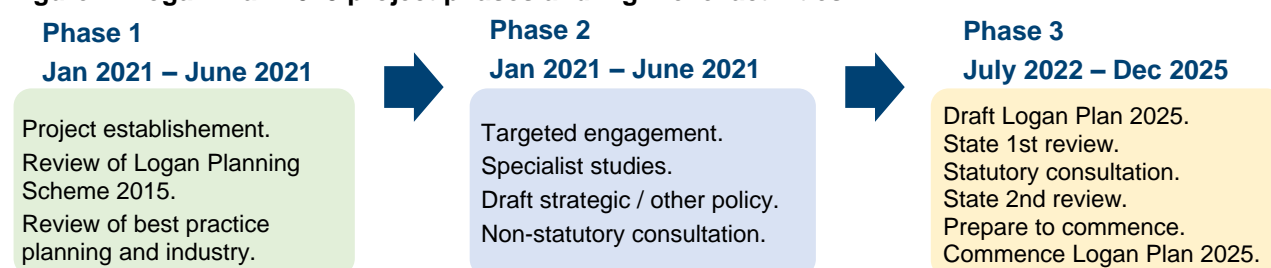 Phase 1
Jan 2021 – June 2021
Project establishement.
Review of Logan Planning
Scheme 2015.
Review of best practice
planning and industry.
Phase 2
Jan 2021 – June 2021
Targeted engagement.
Specialist studies.
Draft strategic / other policy.
Non-statutory consultation.
Phase 3
July 2022 – Dec 2025
Draft Logan Plan 2025.
State 1st review.
Statutory consultation.
State 2nd review.
Prepare to commence.
Commence Logan Plan 2025.